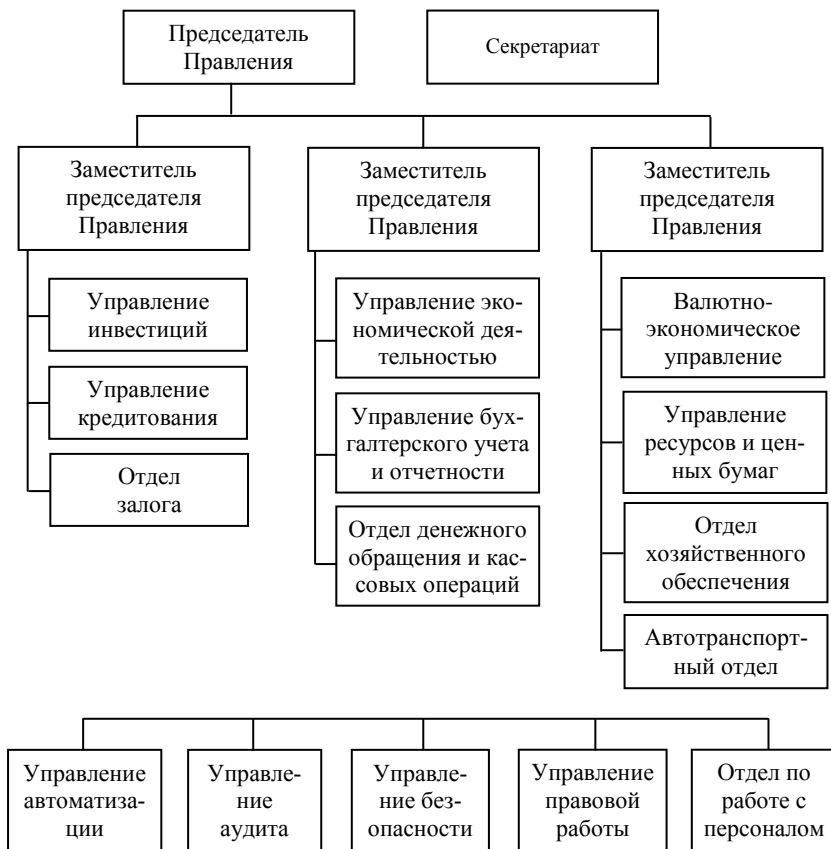 Председатель
Правления
Секретариат
Заместитель
председателя
Правления
Заместитель
председателя
Правления
Заместитель
председателя
Правления
Управление
инвестиций
Управление
кредитования
Отдел
залога
Управление эко-
номической дея-
тельностью
Управление бух-
галтерского учета
и отчетности
Отдел денежного
обращения и кас-
совых операций
Валютно-
экономическое
управление
Управление
ресурсов и цен-
ных бумаг
Отдел
хозяйственного
обеспечения
Автотранспорт-
ный отдел
Управление
автоматиза-
ции
Управле-
ние
аудита
Управле-
ние без-
опасности
Управление
правовой
работы
Отдел по
работе с
персоналом